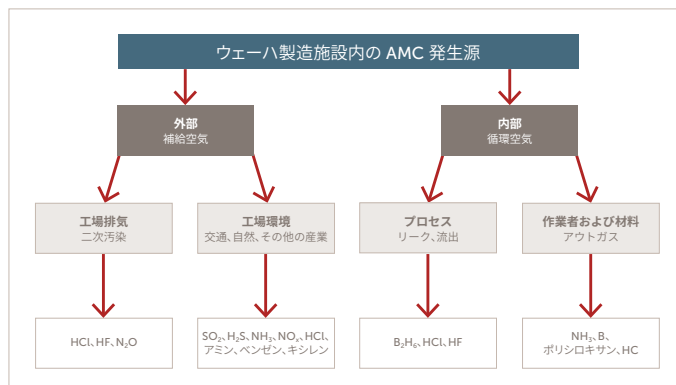 ウェーハ製造施設内の AMC 発生源
外部
補給空気
内部
循環空気
工場排気
二次汚染
工場環境
交通、自然、その他の産業
プロセス
リーク、流出
作業者および材料
アウトガス
HCl、HF、N₂O
SO₂、H₂S、NH₃、NOₓ、HCl、
アミン、ベンゼン、キシレン
B₂H₆、HCl、HF
NH₃、B、
ポリシロキサン、HC